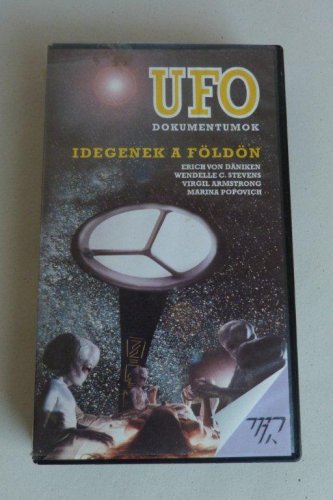 UFO
DOKUMENTUMOK
IDEGENEK A FÖLDÖN
ERICH VON DÄNIKEN
WENDELLE C. STEVENS
VIRGIL ARMSTRONG
MARINA POPOVICH